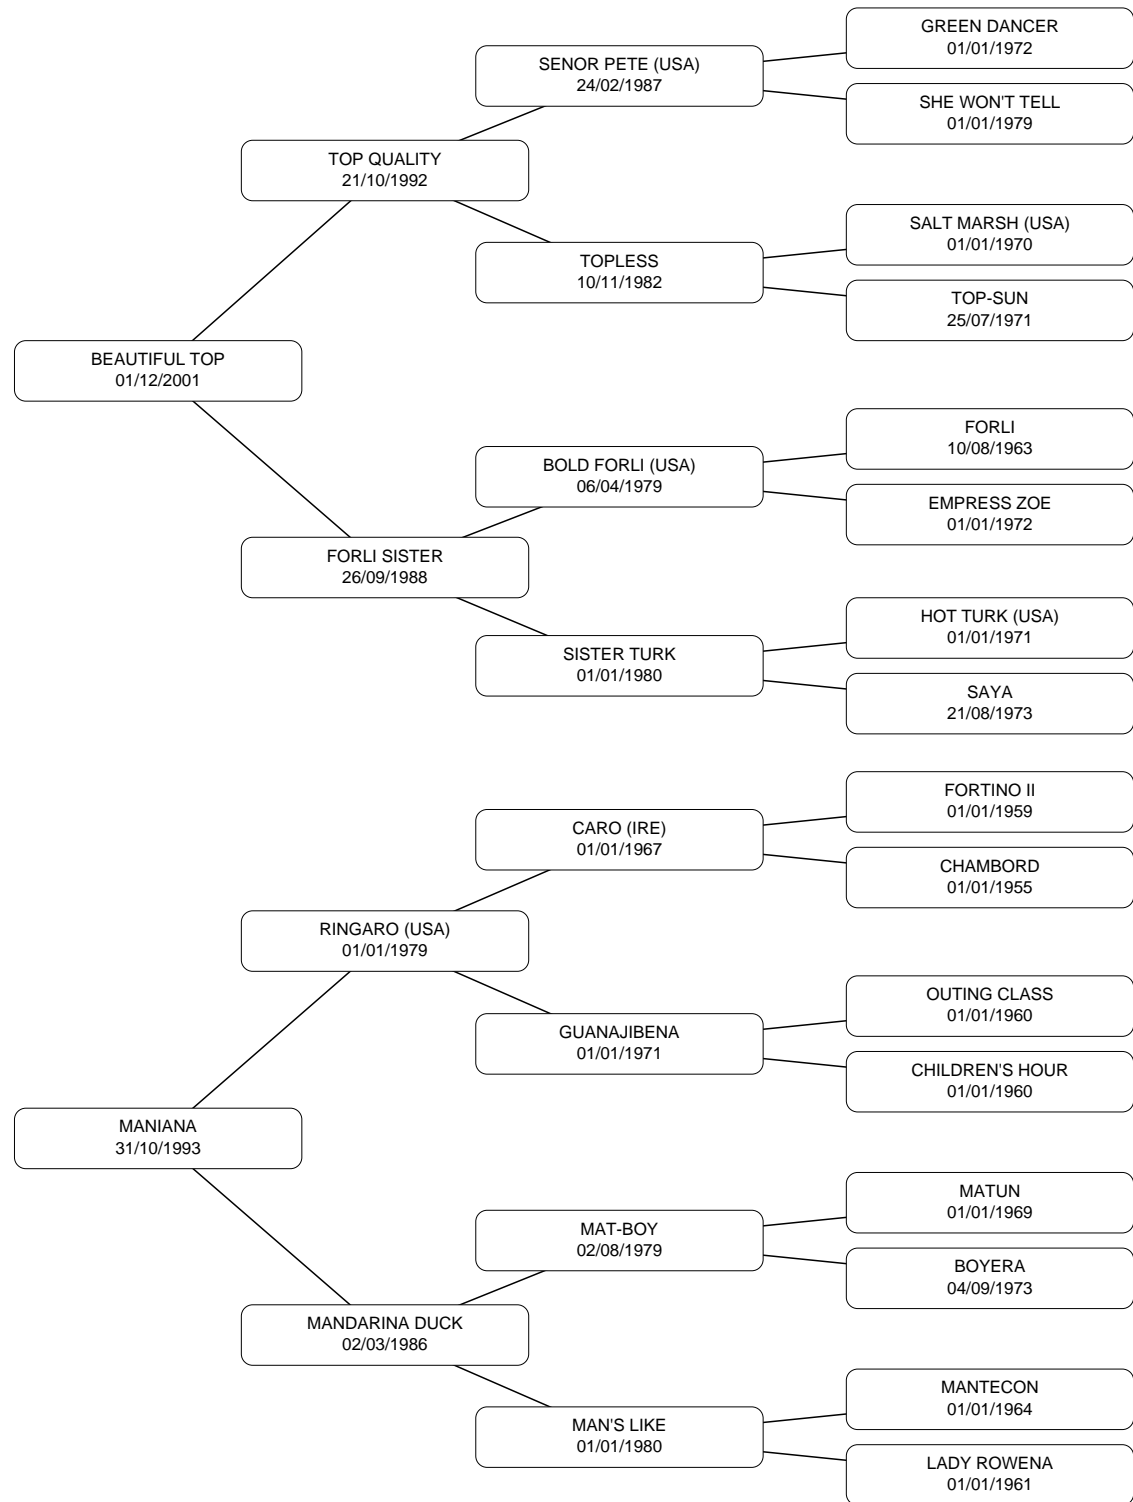 GREEN DANCER
01/01/1972
SENOR PETE (USA)
24/02/1987
SHE WON'T TELL
01/01/1979
TOP QUALITY
21/10/1992
SALT MARSH (USA)
01/01/1970
TOPLESS
10/11/1982
TOP-SUN
25/07/1971
BEAUTIFUL TOP
01/12/2001
FORLI
10/08/1963
BOLD FORLI (USA)
06/04/1979
EMPRESS ZOE
01/01/1972
FORLI SISTER
26/09/1988
HOT TURK (USA)
01/01/1971
SISTER TURK
01/01/1980
SAYA
21/08/1973
FORTINO II
01/01/1959
CARO (IRE)
01/01/1967
CHAMBORD
01/01/1955
RINGARO (USA)
01/01/1979
OUTING CLASS
01/01/1960
GUANAJIBENA
01/01/1971
CHILDREN'S HOUR
01/01/1960
MANIANA
31/10/1993
MATUN
01/01/1969
MAT-BOY
02/08/1979
BOYERA
04/09/1973
MANDARINA DUCK
02/03/1986
MANTECON
01/01/1964
MAN'S LIKE
01/01/1980
LADY ROWENA
01/01/1961